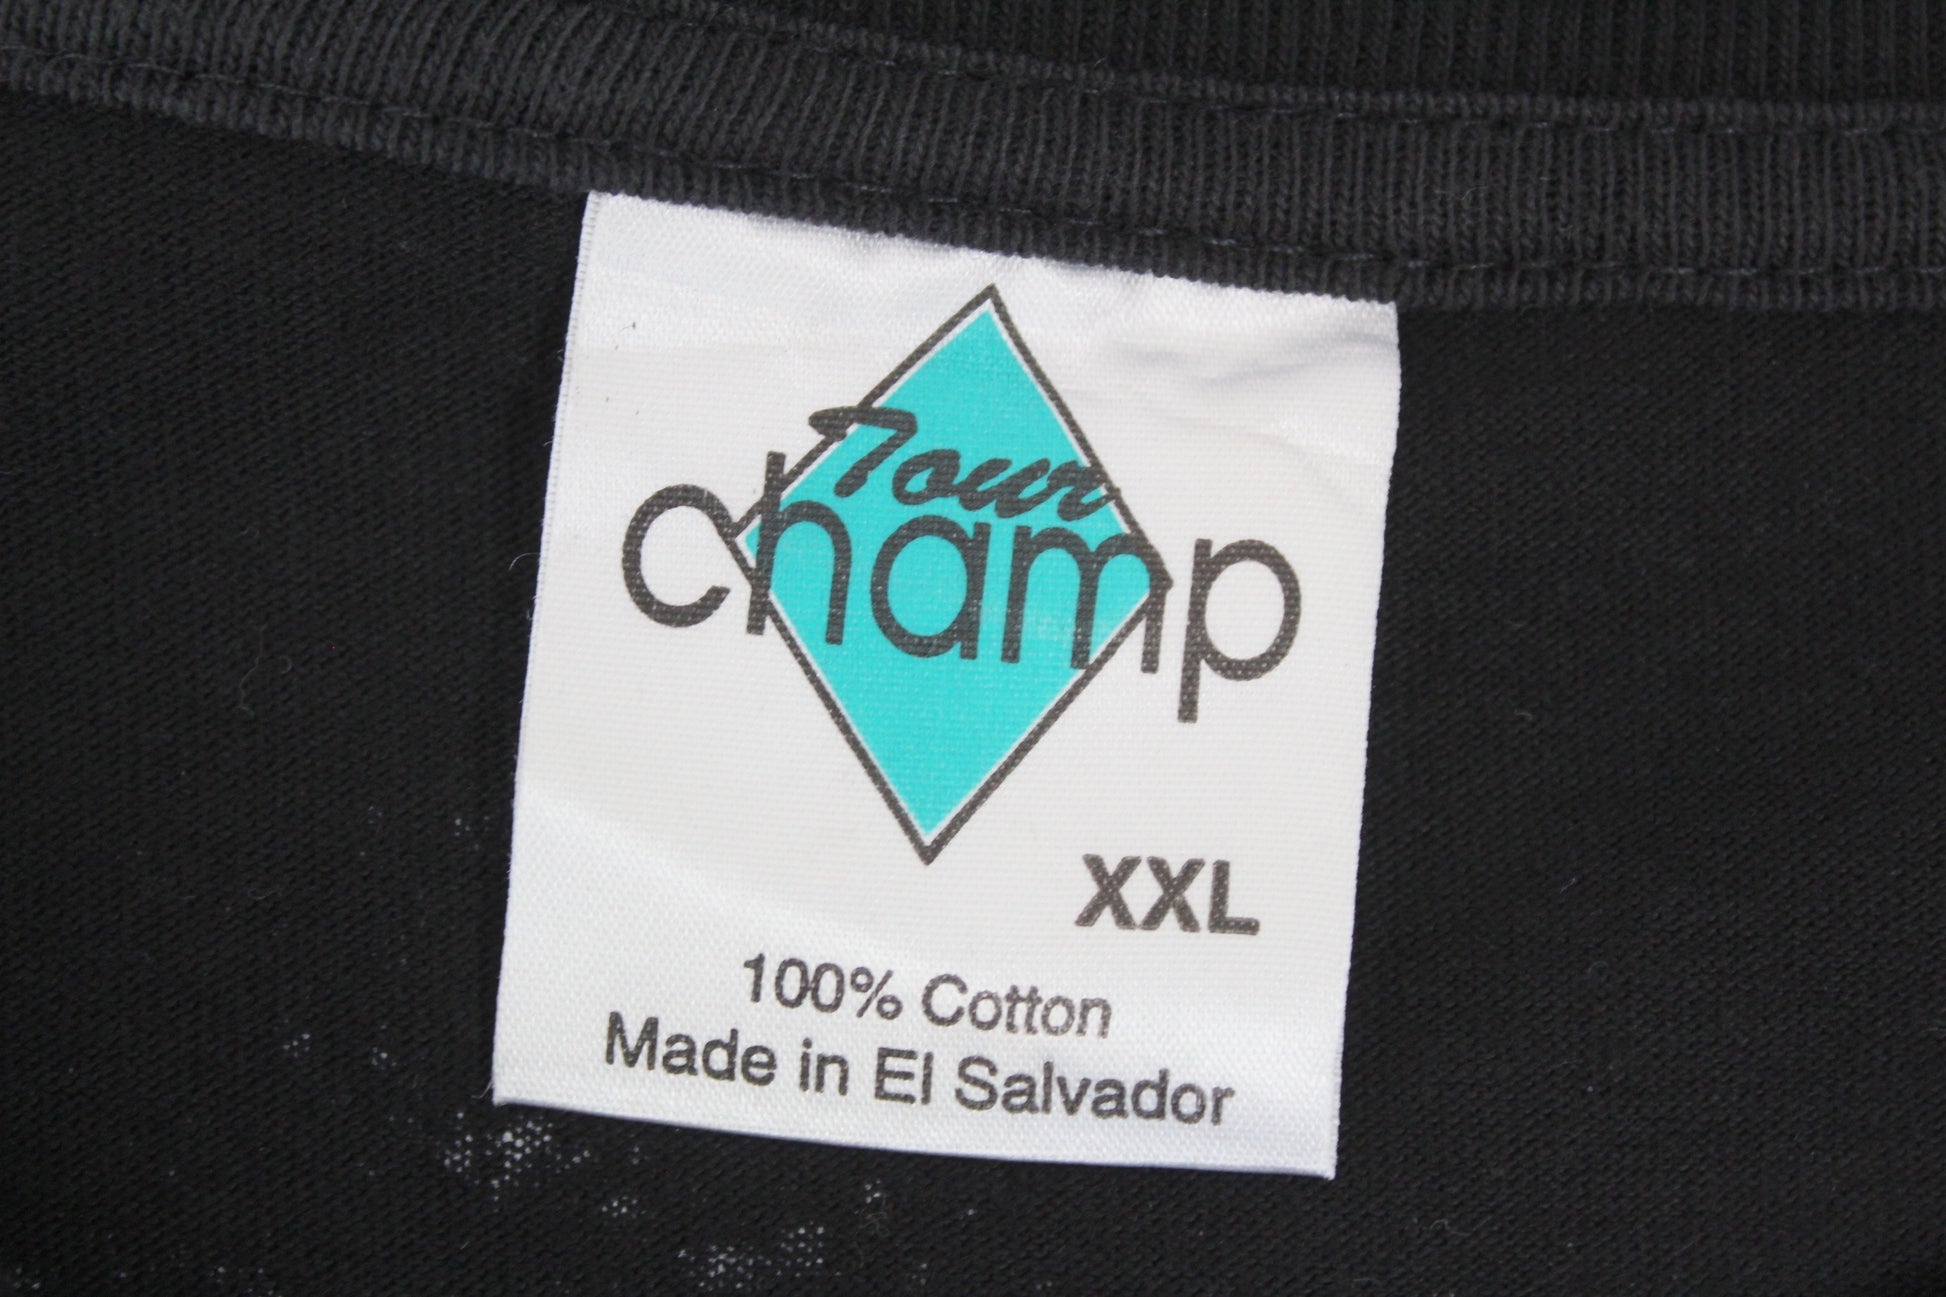 Tour
champ
XXL
100% Cotton
Made in El Salvador